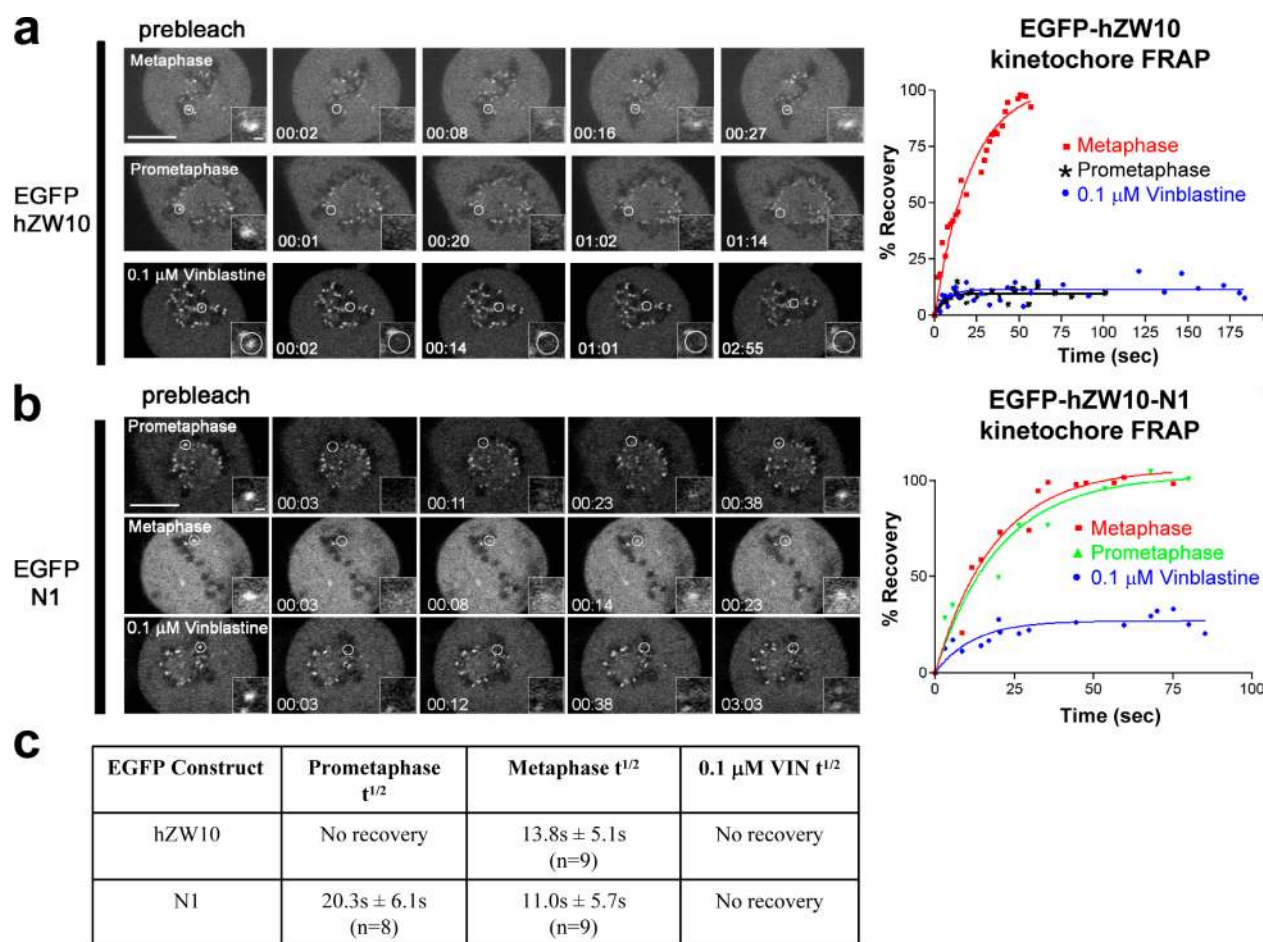 a
prebleach
EGFP
hZW10
Metaphase
00:02
00:08
00:16
00:27
Prometaphase
00:01
00:20
01:02
01:14
0.1 μM Vinblastine
00:02
00:14
01:01
02:55
EGFP-hZW10
kinetochore FRAP
% Recovery
100
75
50
25
0
Metaphase
Prometaphase
0.1 μM Vinblastine
0 25 50 75 100 125 150 175
Time (sec)
b
prebleach
EGFP
N1
Prometaphase
00:03
00:11
00:23
00:38
Metaphase
00:03
00:08
00:14
00:23
0.1 μM Vinblastine
00:03
00:12
00:38
03:03
EGFP-hZW10-N1
kinetochore FRAP
% Recovery
100
50
0
Metaphase
Prometaphase
0.1 μM Vinblastine
0 25 50 75 100
Time (sec)
c
EGFP Construct
Prometaphase
t1/2
Metaphase t1/2
0.1 μM VIN t1/2
hZW10
No recovery
13.8s ± 5.1s
(n=9)
No recovery
N1
20.3s ± 6.1s
(n=8)
11.0s ± 5.7s
(n=9)
No recovery